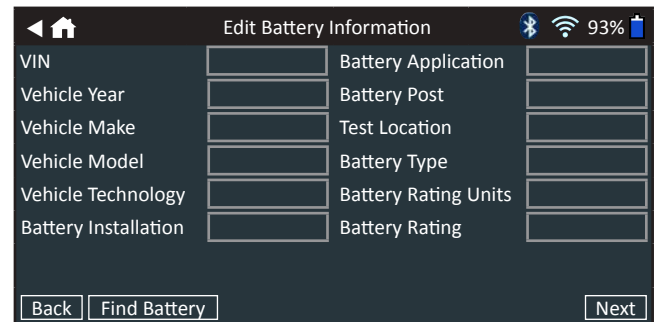 Edit Battery Information 93%
VIN Battery Application
Vehicle Year Battery Post
Vehicle Make Test Location
Vehicle Model Battery Type
Vehicle Technology Battery Rating Units
Battery Installation Battery Rating
Back Find Battery Next